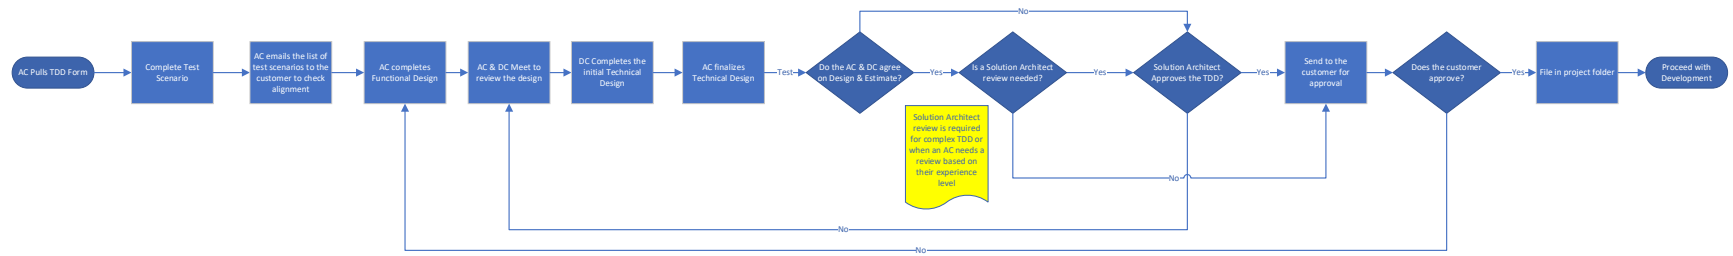 No
AC Pulls TDD Form
Complete Test
Scenario
AC emails the list of
test scenarios to the
customer to check
alignment
AC completes
Functional Design
AC & DC Meet to
review the design
DC Completes the
initial Technical
Design
AC finalizes
Technical Design
Test
Do the AC & DC agree
on Design & Estimate?
Yes
Is a Solution Architect
review needed?
Yes
Solution Architect
Approves the TDD?
Yes
Send to the
customer for
approval
Does the customer
approve?
Yes
File in project folder
Proceed with
Development
Solution Architect
review is required
for complex TDD or
when an AC needs a
review based on
their experience
level
No
No
No